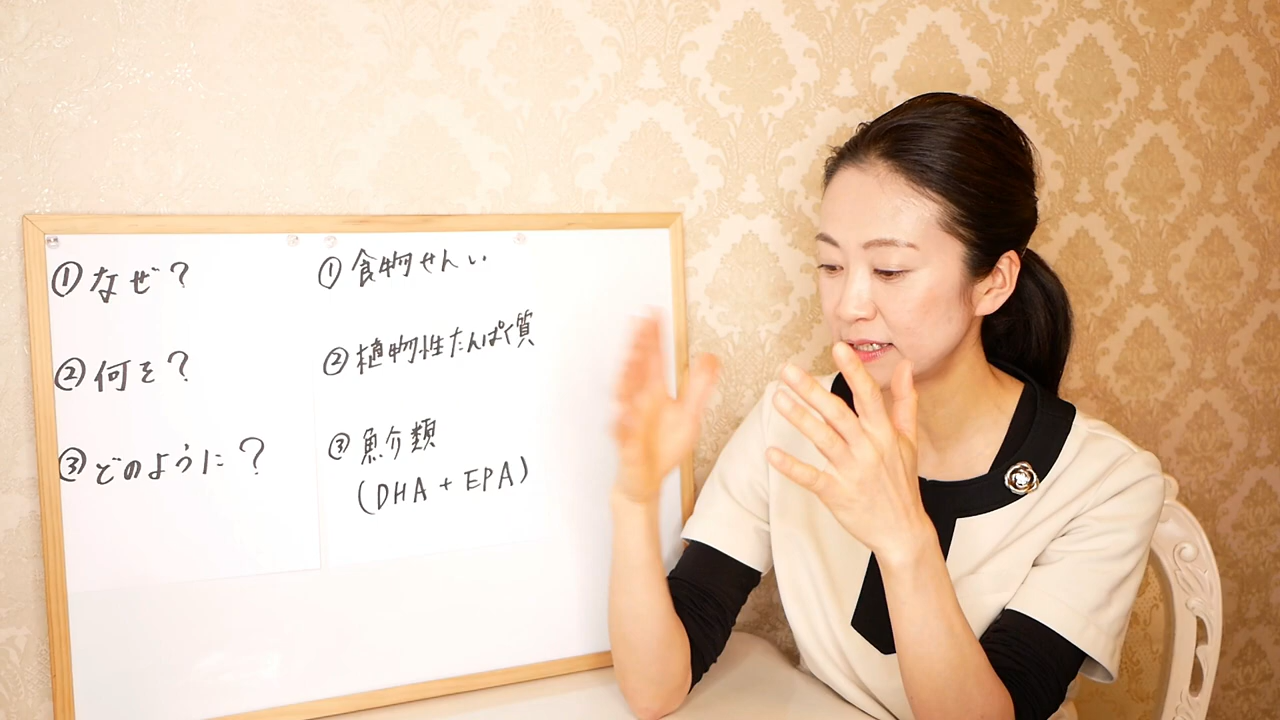 ① なぜ?
② 何を?
③ どのように?
① 食物せんい
② 植物性たんぱく質
③ 魚介類
(DHA + EPA)